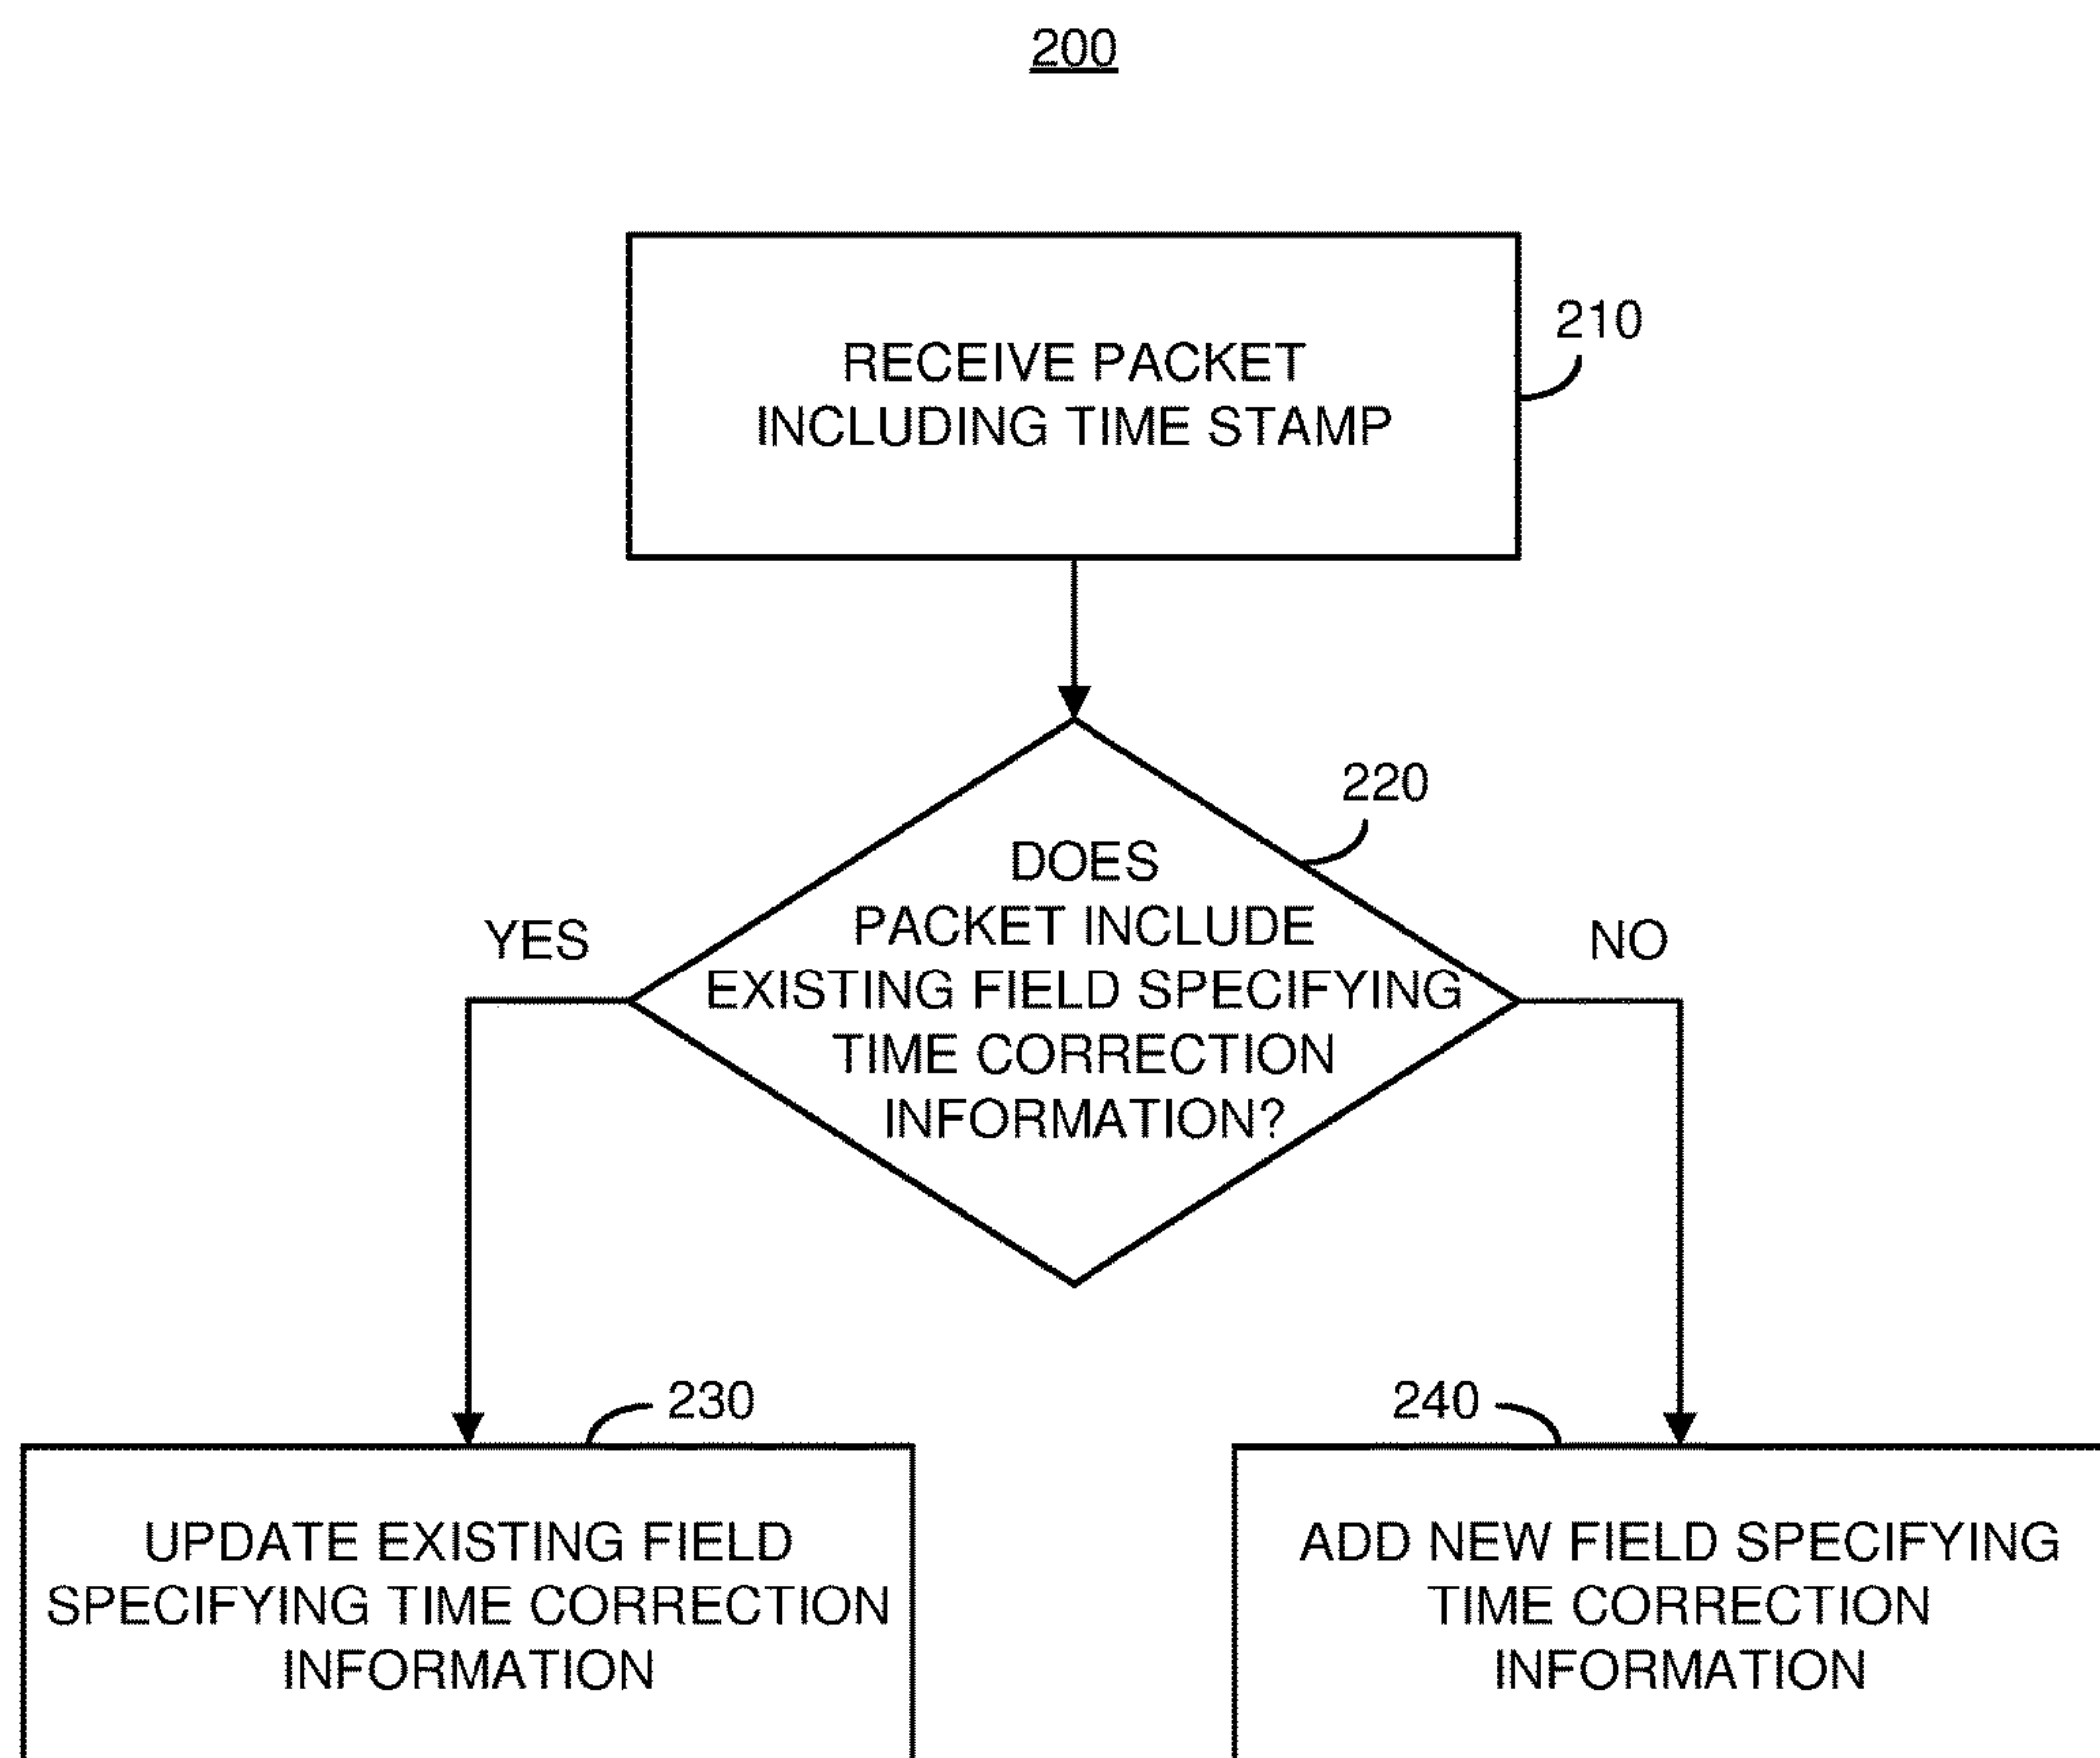 200
RECEIVE PACKET
INCLUDING TIME STAMP
210
220
DOES
PACKET INCLUDE
EXISTING FIELD SPECIFYING
TIME CORRECTION
INFORMATION?
YES
NO
230
240
UPDATE EXISTING FIELD
SPECIFYING TIME CORRECTION
INFORMATION
ADD NEW FIELD SPECIFYING
TIME CORRECTION
INFORMATION